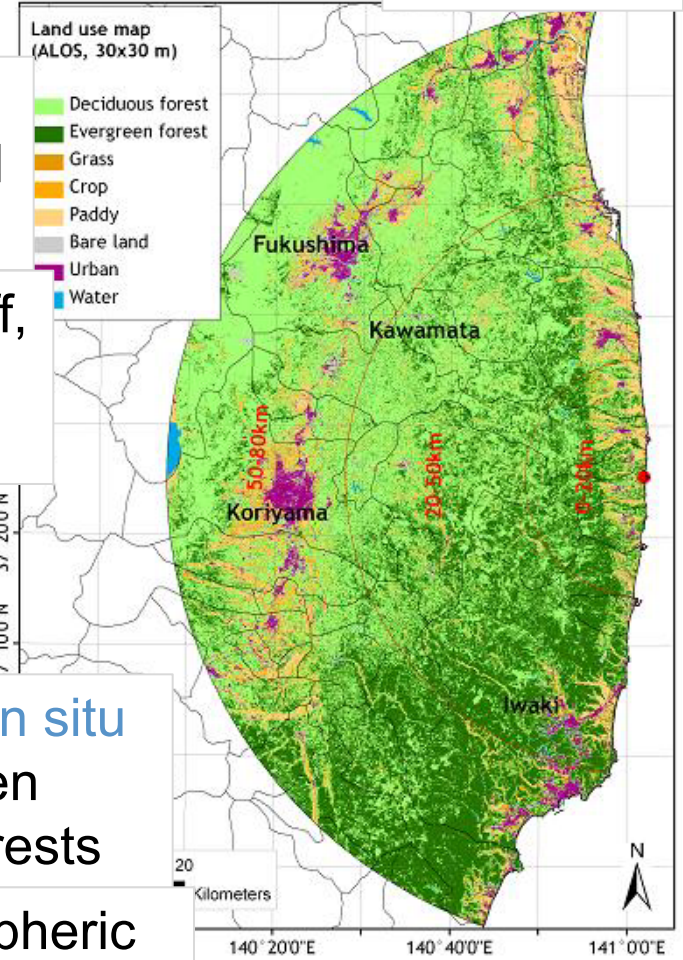 Land use map
(ALOS, 30x30 m)
Deciduous forest
Evergreen forest
Grass
Crop
Paddy
Bare land
Urban
Water
f,
Fukushima
Kawamata
50-80km
20-50km
0-20km
Koriyama
Iwaki
n situ
en
rests
20
Kilometers
pheric
N
140°20'0"E
140°40'0"E
141°0'0"E